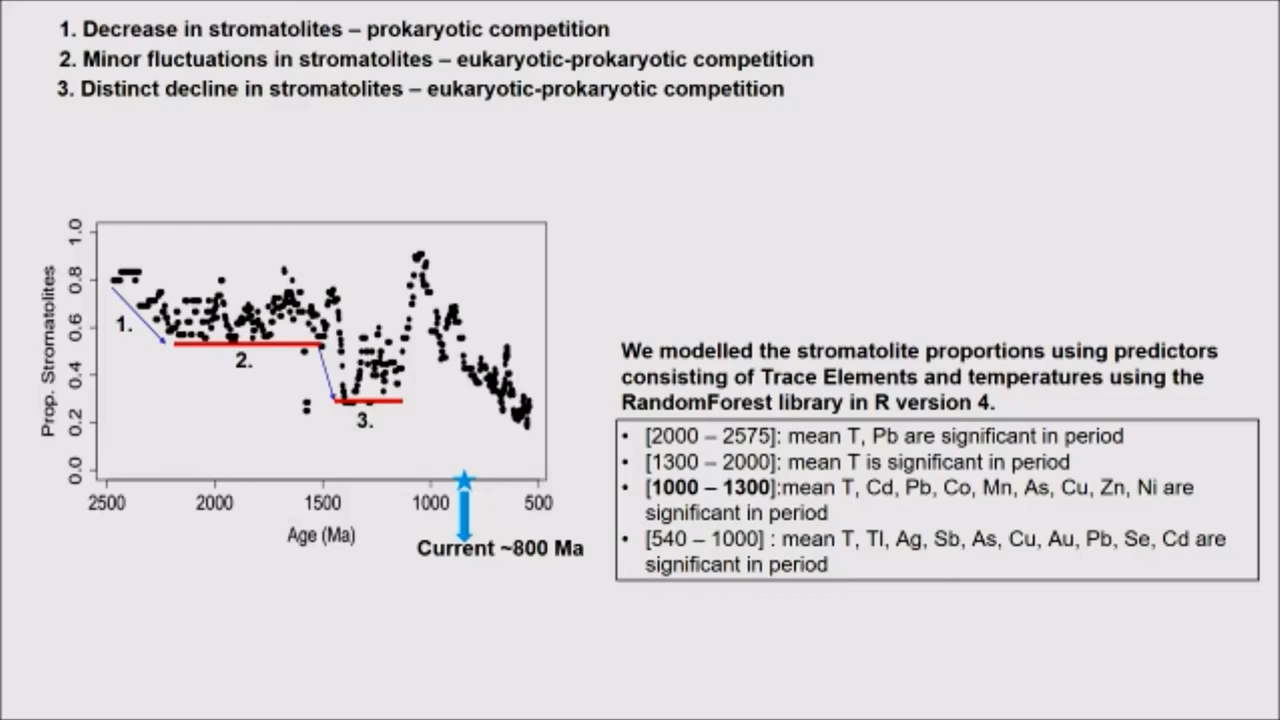 1. Decrease in stromatolites – prokaryotic competition
2. Minor fluctuations in stromatolites – eukaryotic-prokaryotic competition
3. Distinct decline in stromatolites – eukaryotic-prokaryotic competition
Prop. Stromatolites
1.0
0.8
0.6
0.4
0.2
0.0
1.
2.
3.
2500 2000 1500 1000 500
Age (Ma)
Current ~800 Ma
We modelled the stromatolite proportions using predictors
consisting of Trace Elements and temperatures using the
RandomForest library in R version 4.
• [2000 – 2575]: mean T, Pb are significant in period
• [1300 – 2000]: mean T is significant in period
• [1000 – 1300]:mean T, Cd, Pb, Co, Mn, As, Cu, Zn, Ni are
significant in period
• [540 – 1000] : mean T, Tl, Ag, Sb, As, Cu, Au, Pb, Se, Cd are
significant in period